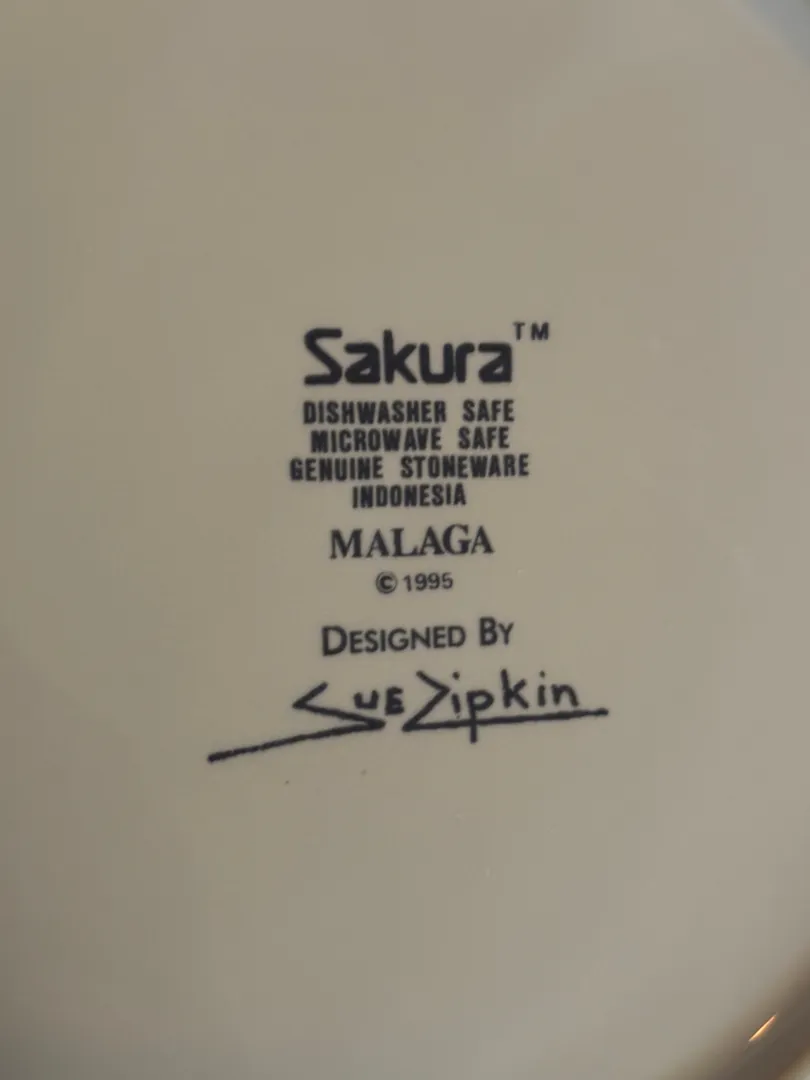 Sakura™
DISHWASHER SAFE
MICROWAVE SAFE
GENUINE STONEWARE
INDONESIA
MALAGA
© 1995
DESIGNED BY
SUE Zipkin